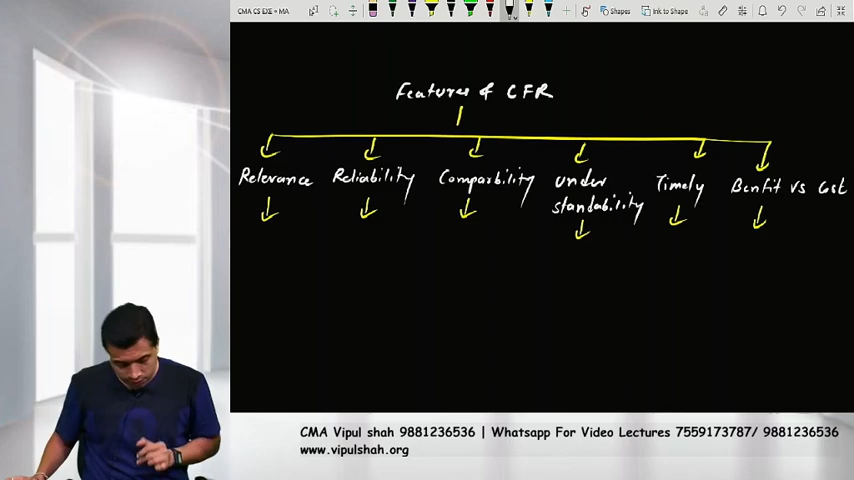 CMA CS EXE = MA
Shapes
Ink to Shape
Features of CFR
Relevance Reliability Comparbility Under Timely Benfit Vs Cost
standability
CMA Vipul shah 9881236536 | Whatsapp For Video Lectures 7559173787/ 9881236536
www.vipulshah.org